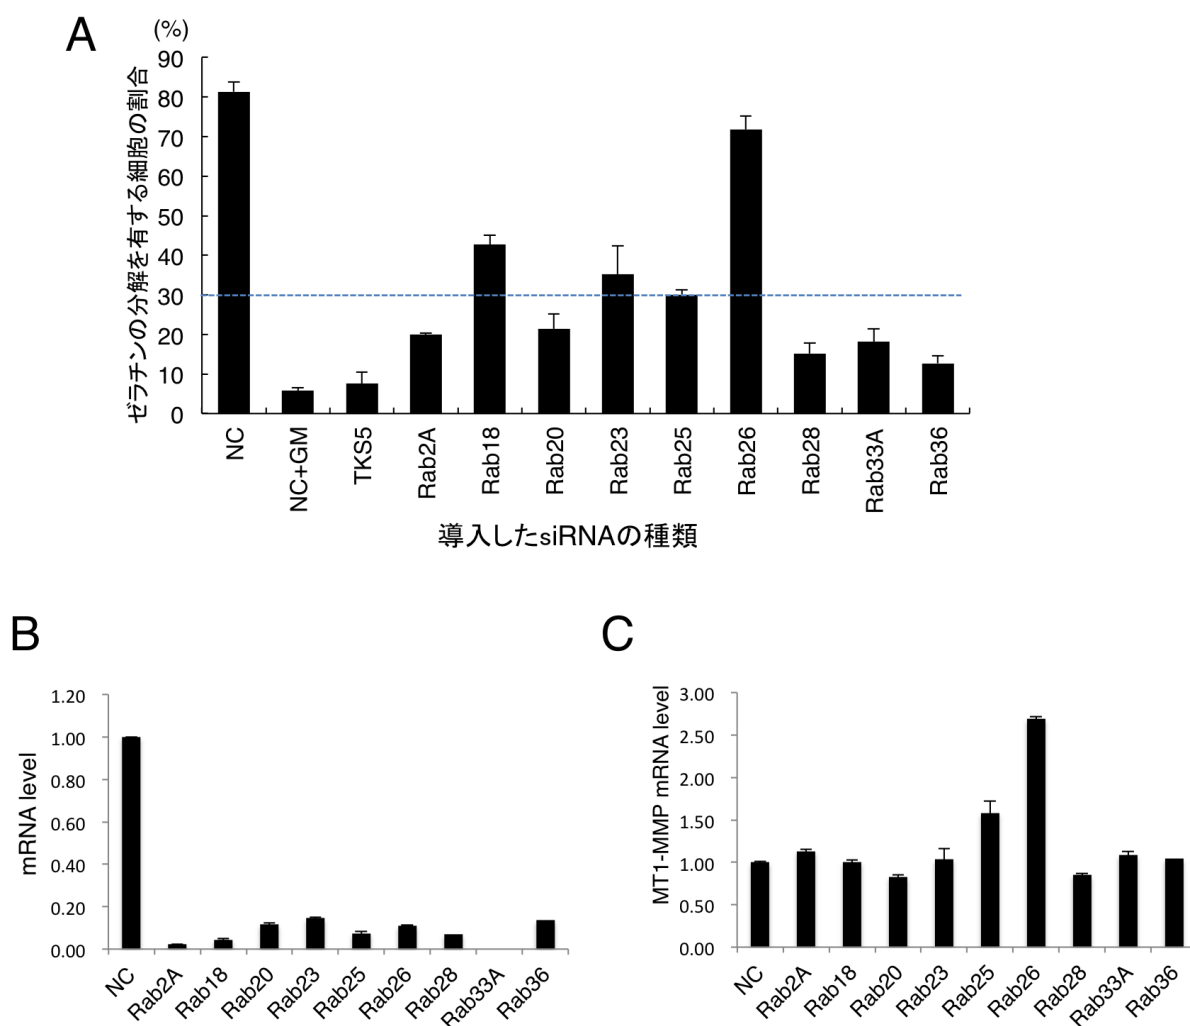 A
(%)
ゼラチンの分解を有する細胞の割合
90
80
70
60
50
40
30
20
10
0
NC
NC+GM
TKS5
Rab2A
Rab18
Rab20
Rab23
Rab25
Rab26
Rab28
Rab33A
Rab36
導入したsiRNAの種類
B
mRNA level
1.20
1.00
0.80
0.60
0.40
0.20
0.00
NC
Rab2A
Rab18
Rab20
Rab23
Rab25
Rab26
Rab28
Rab33A
Rab36
C
MT1-MMP mRNA level
3.00
2.50
2.00
1.50
1.00
0.50
0.00
NC
Rab2A
Rab18
Rab20
Rab23
Rab25
Rab26
Rab28
Rab33A
Rab36